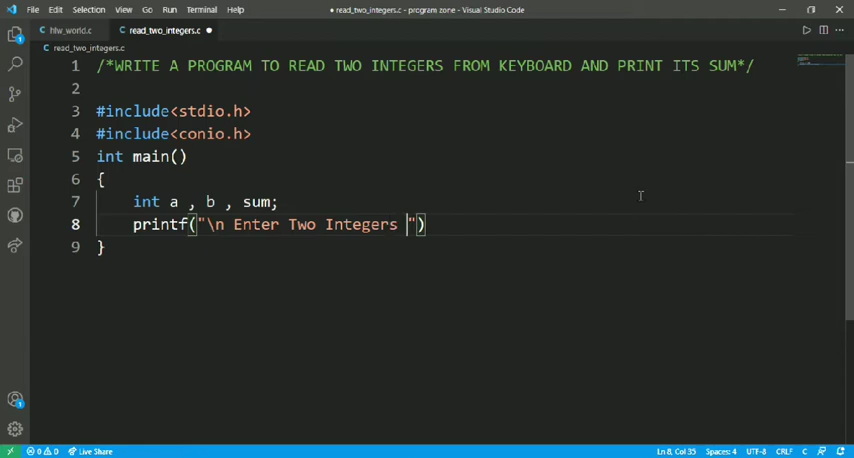 File Edit Selection View Go Run Terminal Help
● read_two_integers.c - program zone - Visual Studio Code
C hlw_world.c
C read_two_integers.c ●
C read_two_integers.c
1 /*WRITE A PROGRAM TO READ TWO INTEGERS FROM KEYBOARD AND PRINT ITS SUM*/
2
3 #include<stdio.h>
4 #include<conio.h>
5 int main()
6 {
7 int a , b , sum;
8 printf("\n Enter Two Integers ")
9 }
1
1
0 0 Live Share
Ln 8, Col 35 Spaces: 4 UTF-8 CRLF C